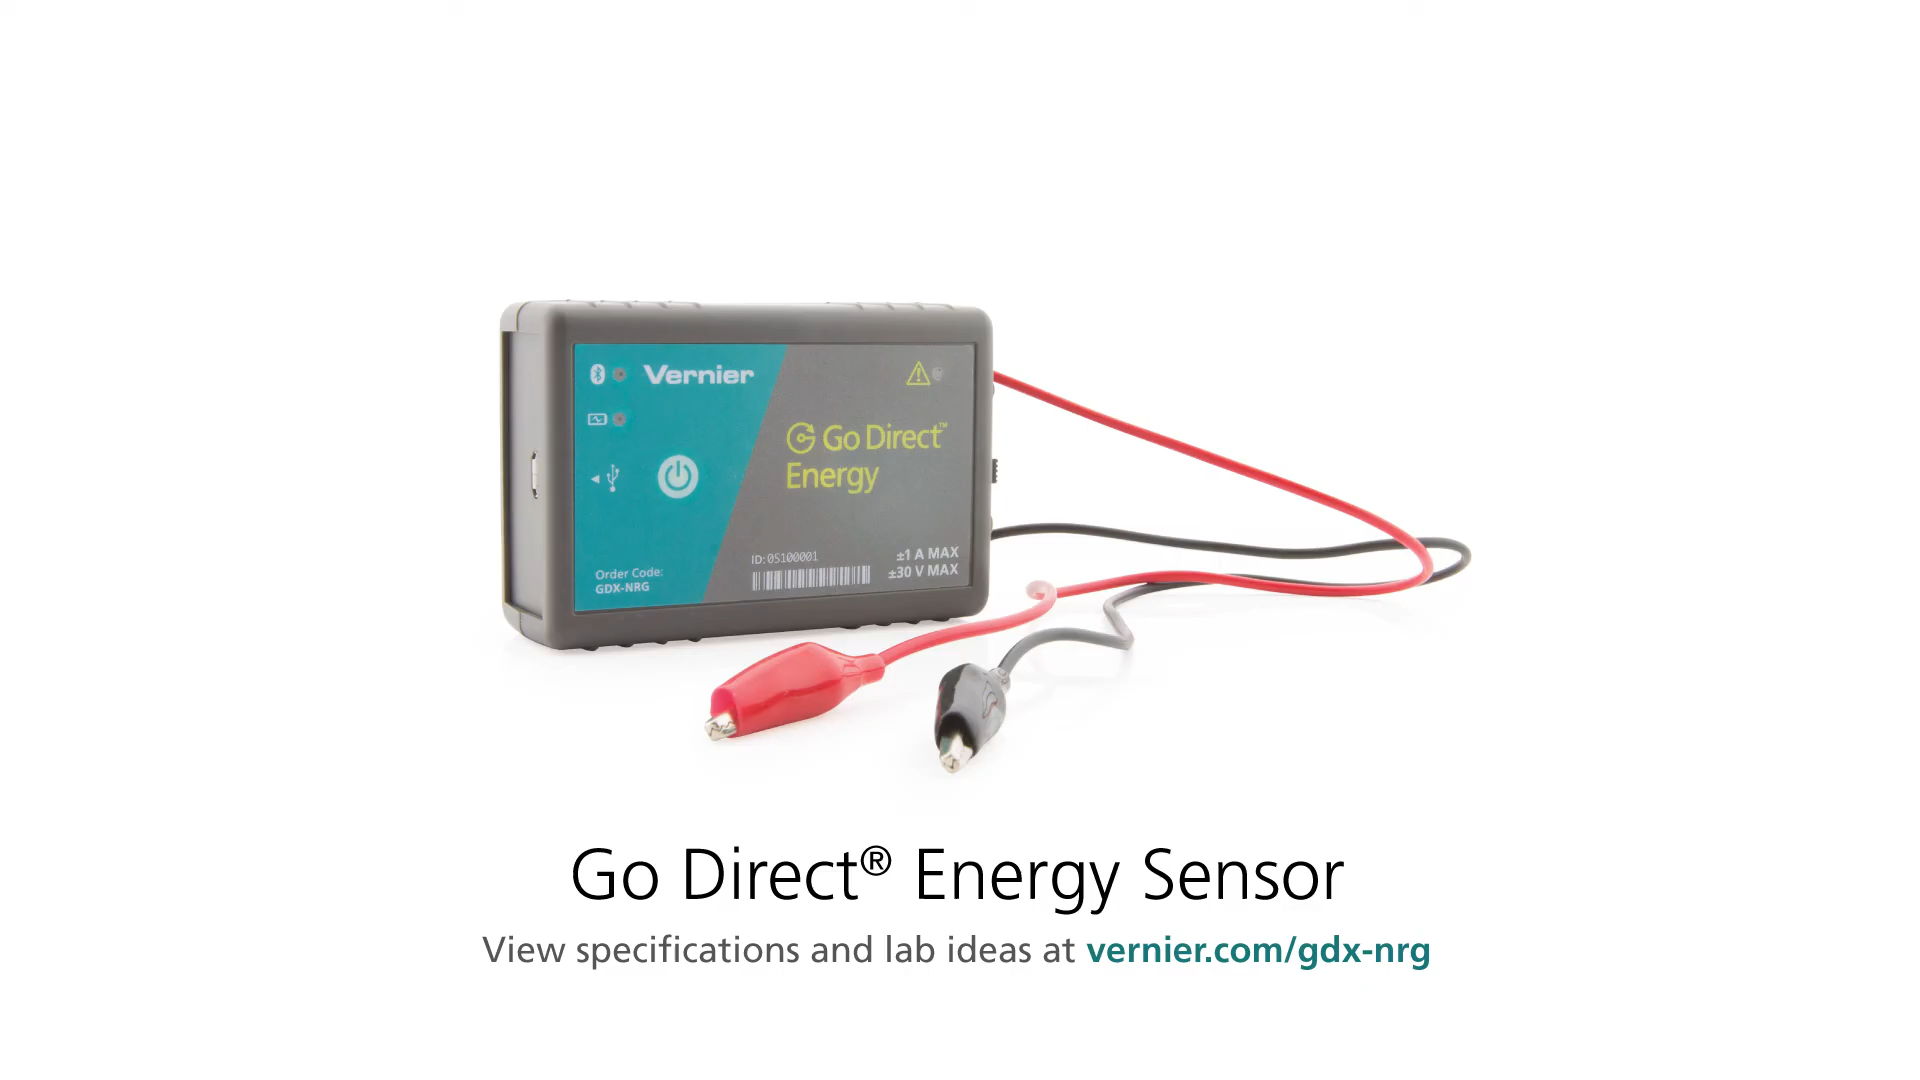 Vernier
Go Direct™
Energy
ID: 0S100001
±1 A MAX
±30 V MAX
Order Code:
GDX-NRG
Go Direct® Energy Sensor
View specifications and lab ideas at vernier.com/gdx-nrg